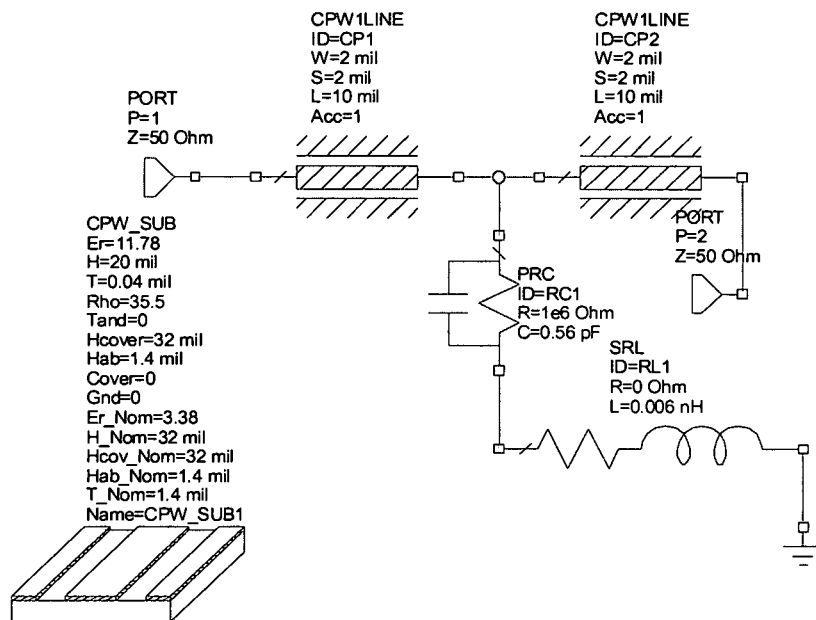 CPW1LINE
ID=CP1
W=2 mil
S=2 mil
L=10 mil
Acc=1
CPW1LINE
ID=CP2
W=2 mil
S=2 mil
L=10 mil
Acc=1
PORT
P=1
Z=50 Ohm
CPW_SUB
Er=11.78
H=20 mil
T=0.04 mil
Rho=35.5
Tand=0
Hcover=32 mil
Hab=1.4 mil
Cover=0
Gnd=0
Er_Nom=3.38
H_Nom=32 mil
Hcov_Nom=32 mil
Hab_Nom=1.4 mil
T_Nom=1.4 mil
Name=CPW_SUB1
PORT
P=2
Z=50 Ohm
PRC
ID=RC1
R=1e6 Ohm
C=0.56 pF
SRL
ID=RL1
R=0 Ohm
L=0.006 nH